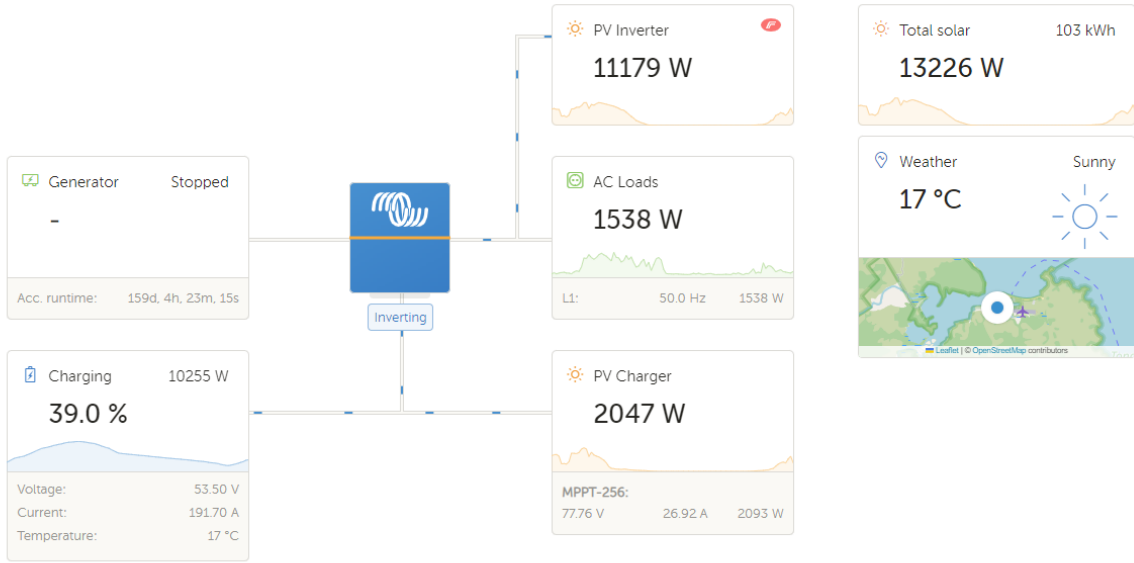 PV Inverter
11179 W
Total solar 103 kWh
13226 W
Generator Stopped
-
Acc. runtime: 159d, 4h, 23m, 15s
Inverting
AC Loads
1538 W
L1: 50.0 Hz 1538 W
Weather Sunny
17 °C
Leaflet | © OpenStreetMap contributors
Charging 10255 W
39.0 %
Voltage: 53.50 V
Current: 191.70 A
Temperature: 17 °C
PV Charger
2047 W
MPPT-256:
77.76 V 26.92 A 2093 W